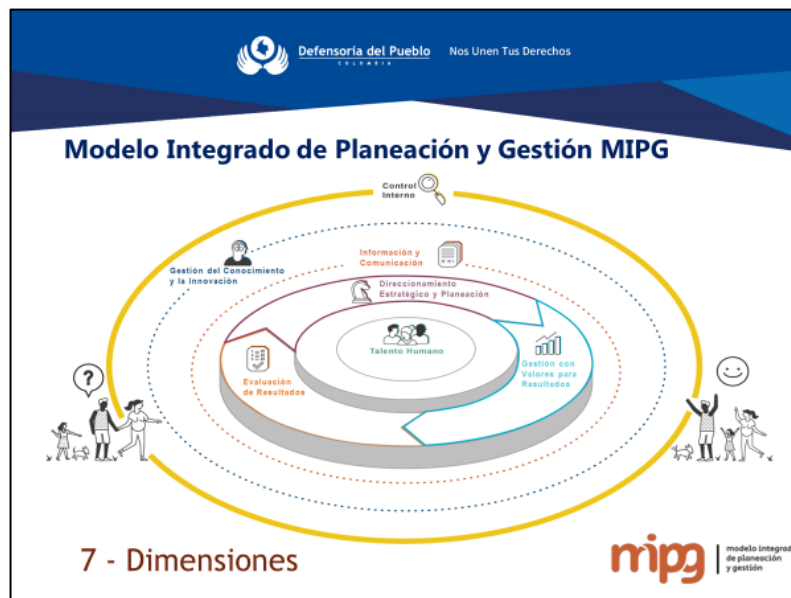 Defensoría del Pueblo
COLOMBIA
Nos Unen Tus Derechos
Modelo Integrado de Planeación y Gestión MIPG
Control
Interno
Gestión del Conocimiento
y la Innovación
Información y
Comunicación
Direccionamiento
Estratégico y Planeación
Talento Humano
Evaluación
de Resultados
Gestión con
Valores para
Resultados
?
7 - Dimensiones
mipg
modelo integrado
de planeación
y gestión